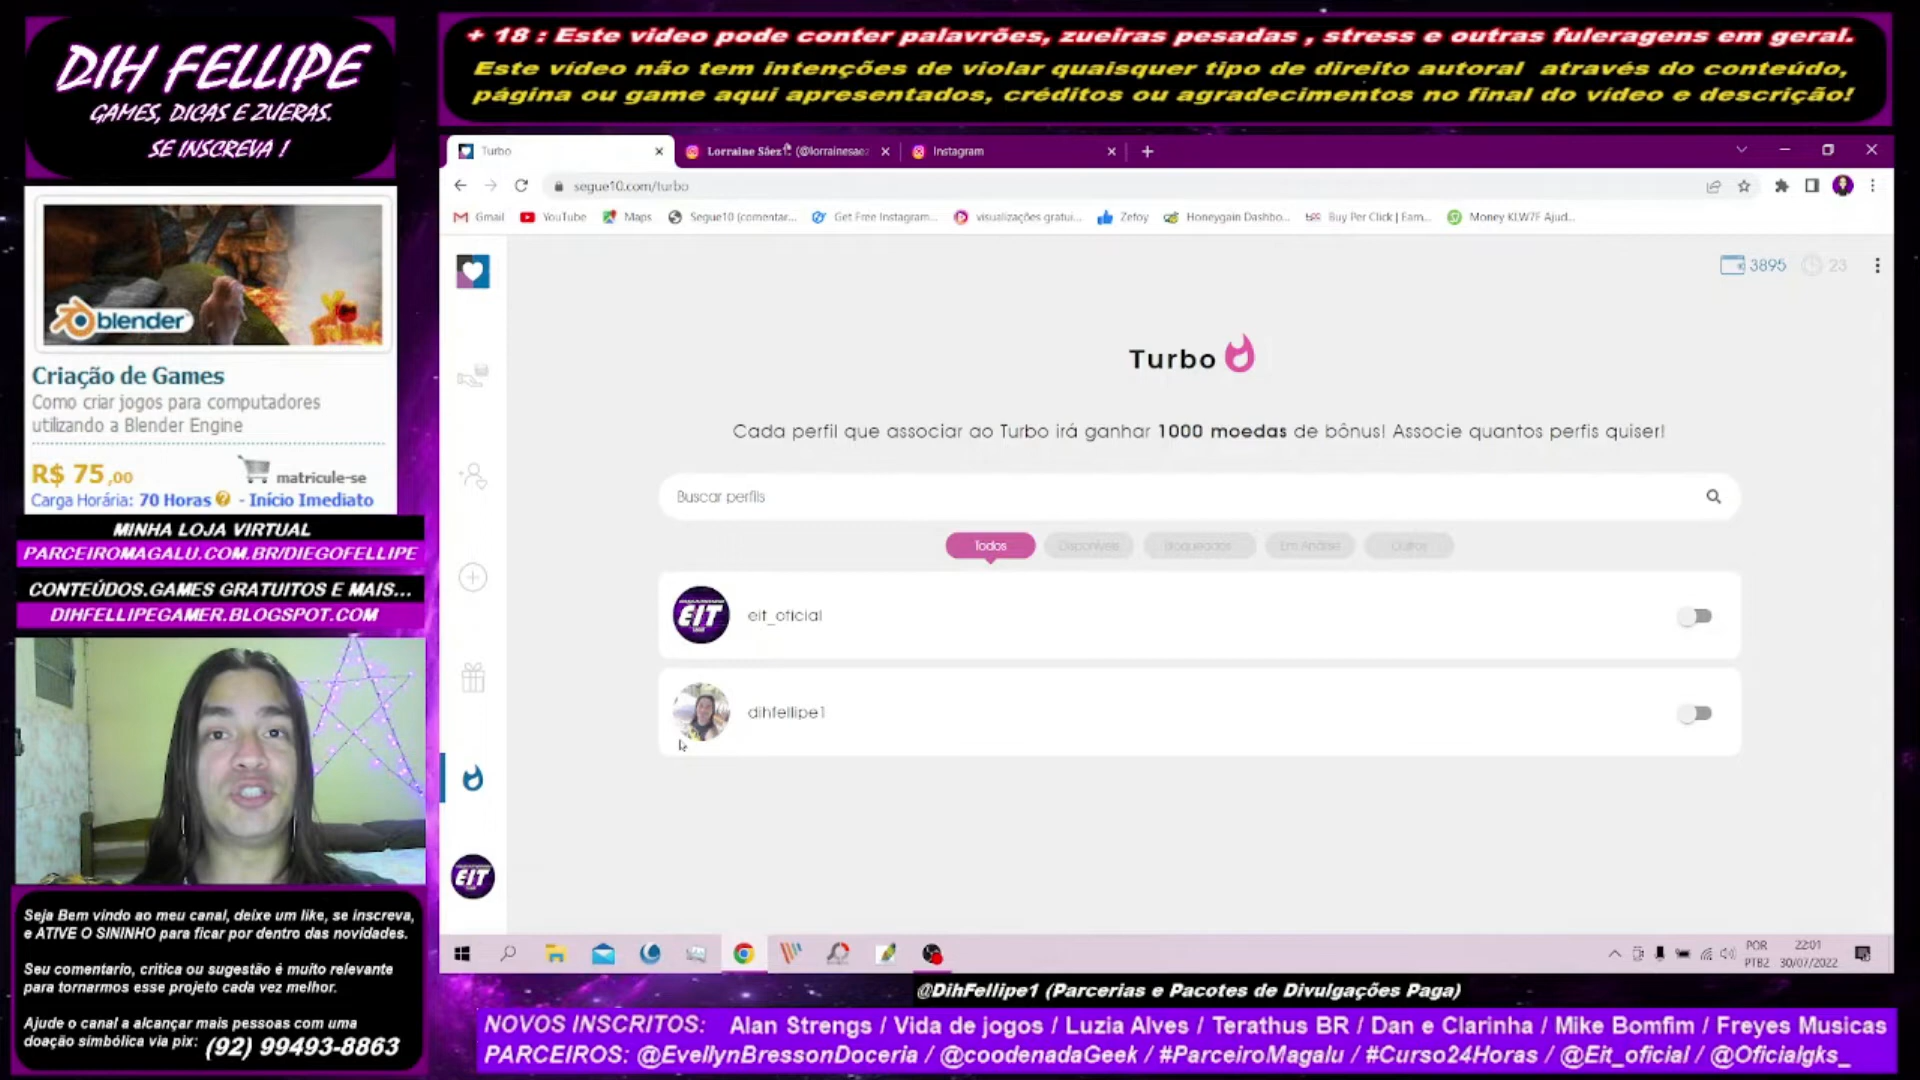 DIH FELLIPE
GAMES, DICAS E ZUERAS.
SE INSCREVA !
+ 18 : Este video pode conter palavrões, zueiras pesadas , stress e outras fuleragens em geral.
Este vídeo não tem intenções de violar quaisquer tipo de direito autoral através do conteúdo,
página ou game aqui apresentados, créditos ou agradecimentos no final do vídeo e descrição!
Turbo
Lorraine Sáez (@lorrainesaez
Instagram
segue10.com/turbo
Gmail
YouTube
Maps
Segue10 (comentar...
Get Free Instagram...
visualizações gratui...
Zefoy
Honeygain Dashbo...
Buy Per Click | Earn...
Money KLW7F Ajud...
3895
23
Turbo
Cada perfil que associar ao Turbo irá ganhar 1000 moedas de bônus! Associe quantos perfis quiser!
Buscar perfis
Todos
Disponíveis
Bloqueados
Em Análise
Outros
EIT
eit_oficial
dihfellipe1
EIT
blender
Criação de Games
Como criar jogos para computadores
utilizando a Blender Engine
R$ 75,00
matricule-se
Carga Horária: 70 Horas - Início Imediato
MINHA LOJA VIRTUAL
PARCEIROMAGALU.COM.BR/DIEGOFELLIPE
CONTEÚDOS.GAMES GRATUITOS E MAIS...
DIHFELLIPEGAMER.BLOGSPOT.COM
Seja Bem vindo ao meu canal, deixe um like, se inscreva,
e ATIVE O SININHO para ficar por dentro das novidades.
Seu comentario, critica ou sugestão é muito relevante
para tornarmos esse projeto cada vez melhor.
Ajude o canal a alcançar mais pessoas com uma
doação simbólica via pix: (92) 99493-8863
POR
PTB2
22:01
30/07/2022
@DihFellipe1 (Parcerias e Pacotes de Divulgações Paga)
NOVOS INSCRITOS: Alan Strengs / Vida de jogos / Luzia Alves / Terathus BR / Dan e Clarinha / Mike Bomfim / Freyes Musicas
PARCEIROS: @EvellynBressonDoceria / @coodenadaGeek / #ParceiroMagalu / #Curso24Horas / @Eit_oficial / @Oficialgks_